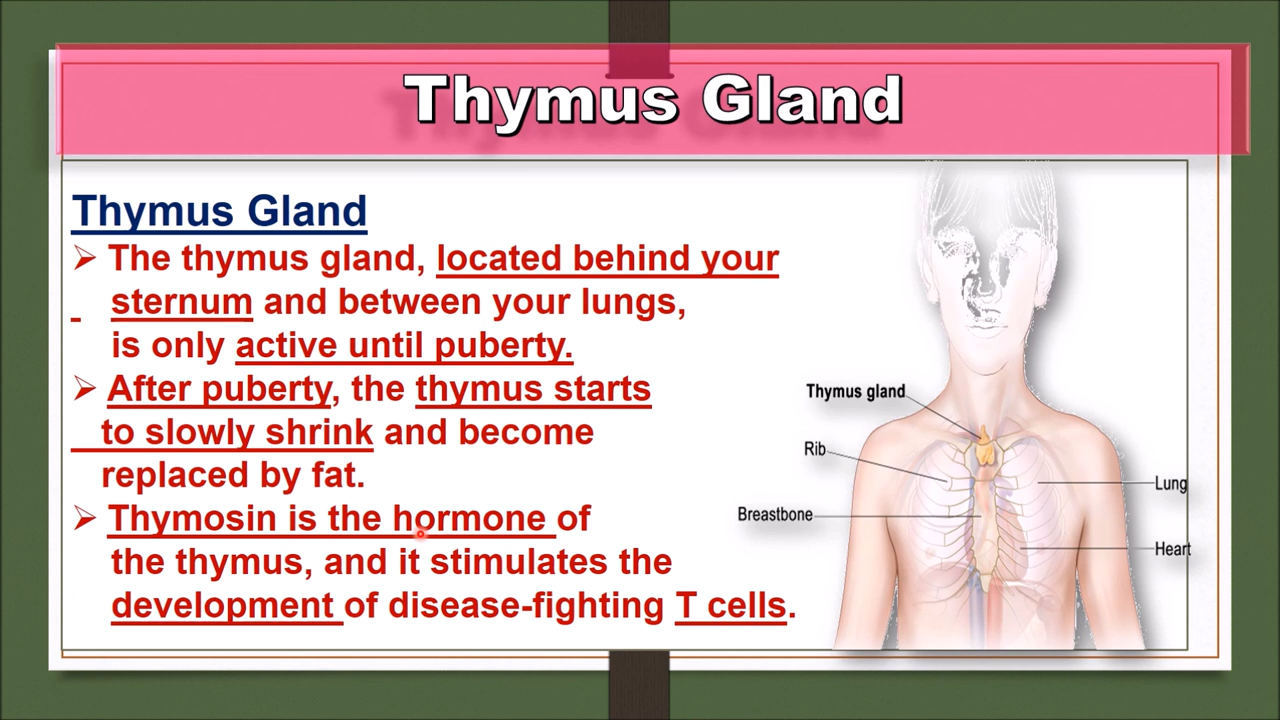 Thymus Gland
Thymus Gland
➢ The thymus gland, located behind your
sternum and between your lungs,
is only active until puberty.
➢ After puberty, the thymus starts
to slowly shrink and become
replaced by fat.
➢ Thymosin is the hormone of
the thymus, and it stimulates the
development of disease-fighting T cells.
Thymus gland
Rib
Breastbone
Lung
Heart